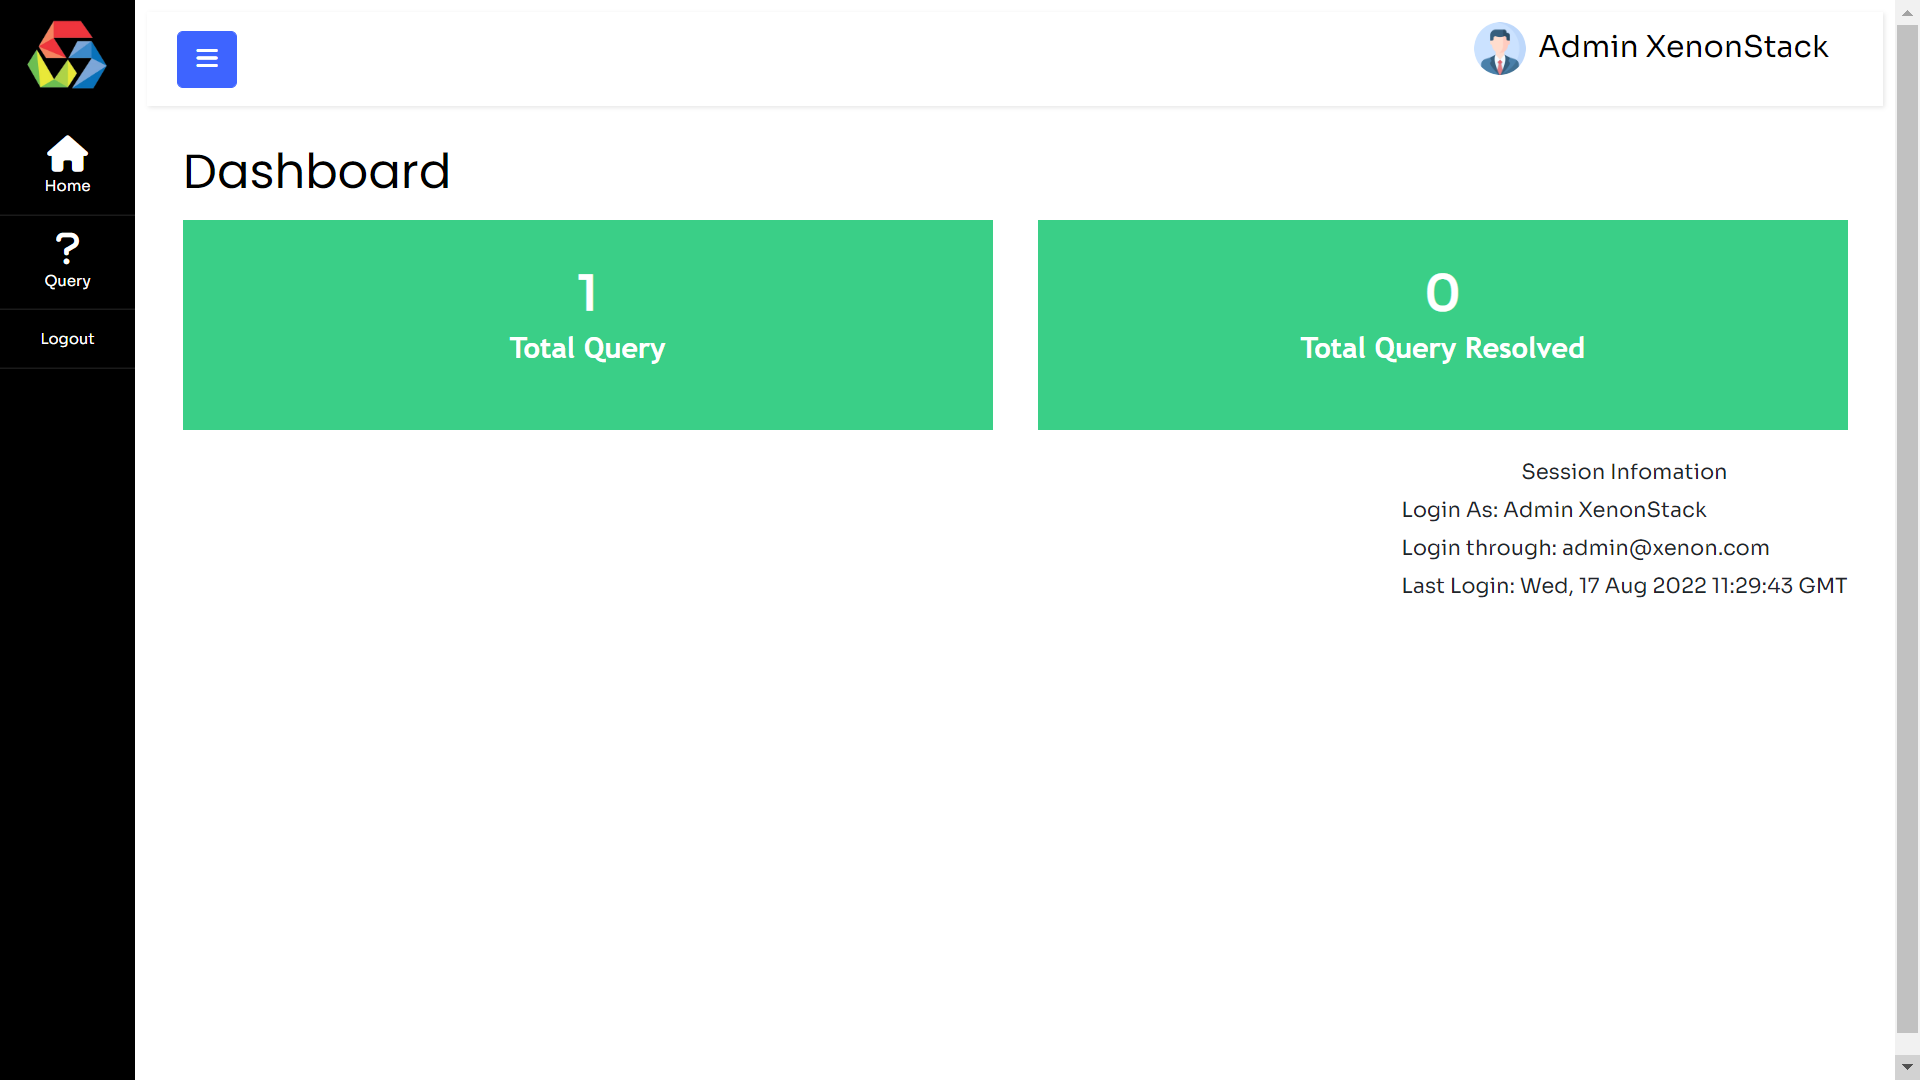 Admin XenonStack
Home
Query
Logout
Dashboard
1
Total Query
0
Total Query Resolved
Session Infomation
Login As: Admin XenonStack
Login through: admin@xenon.com
Last Login: Wed, 17 Aug 2022 11:29:43 GMT